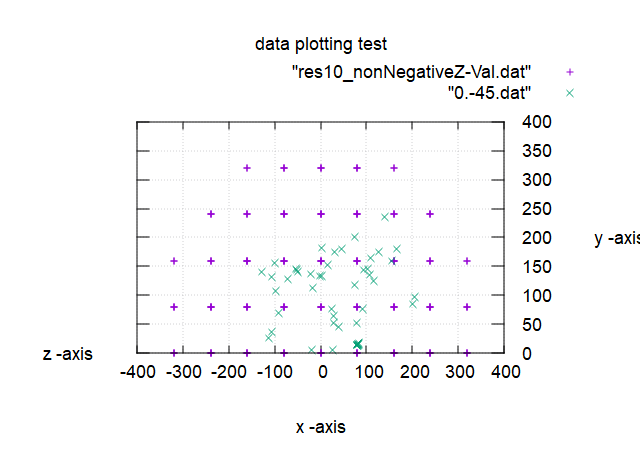 data plotting test
"res10_nonNegativeZ-Val.dat"
"0.-45.dat"
400
350
300
250
200
150
100
50
0
y -axis
z -axis
-400 -300 -200 -100 0 100 200 300 400
x -axis